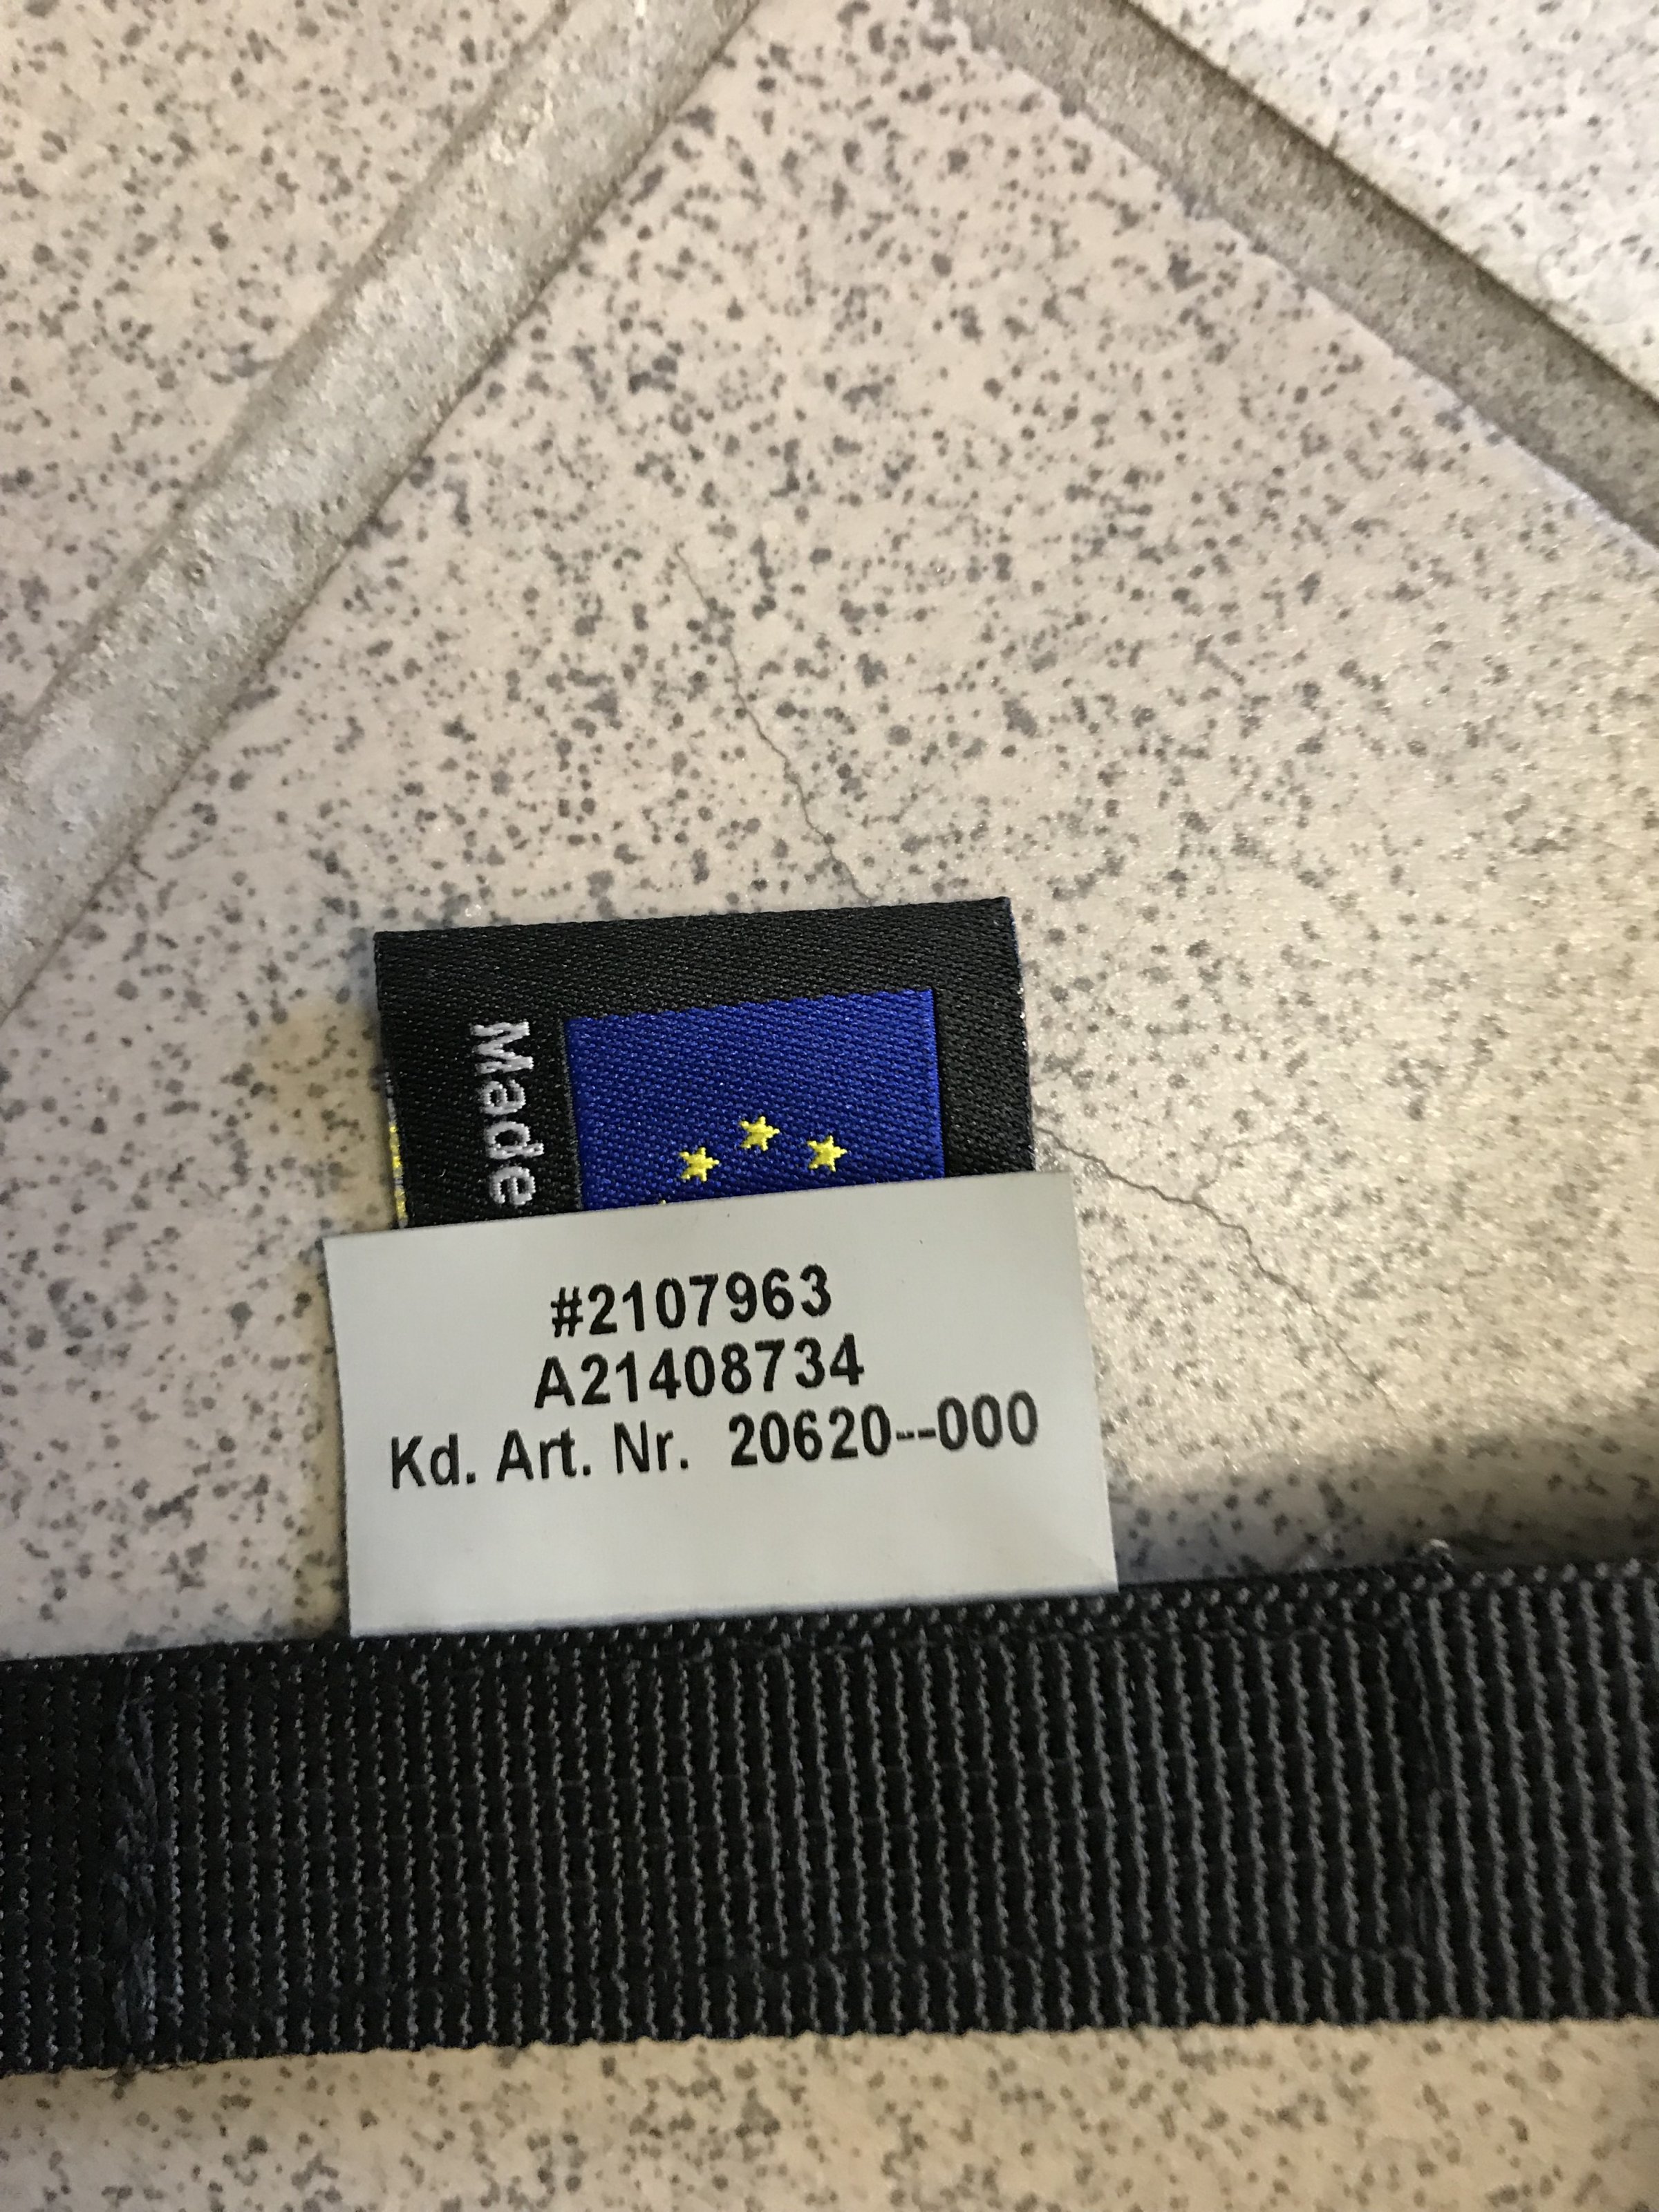 Made
#2107963
A21408734
Kd. Art. Nr. 20620--000